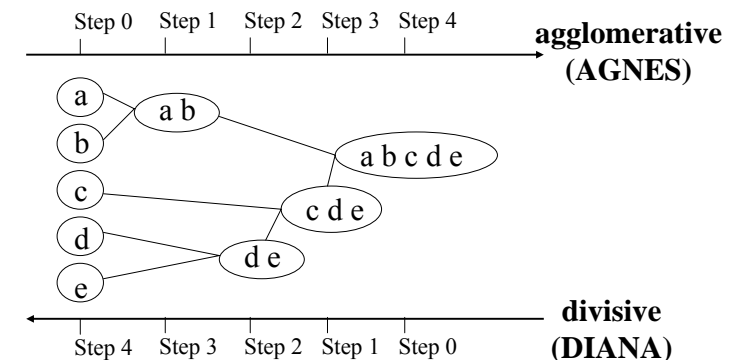 Step 0 Step 1 Step 2 Step 3 Step 4
agglomerative
(AGNES)
a
a b
b
a b c d e
c
c d e
d
d e
e
divisive
(DIANA)
Step 4 Step 3 Step 2 Step 1 Step 0